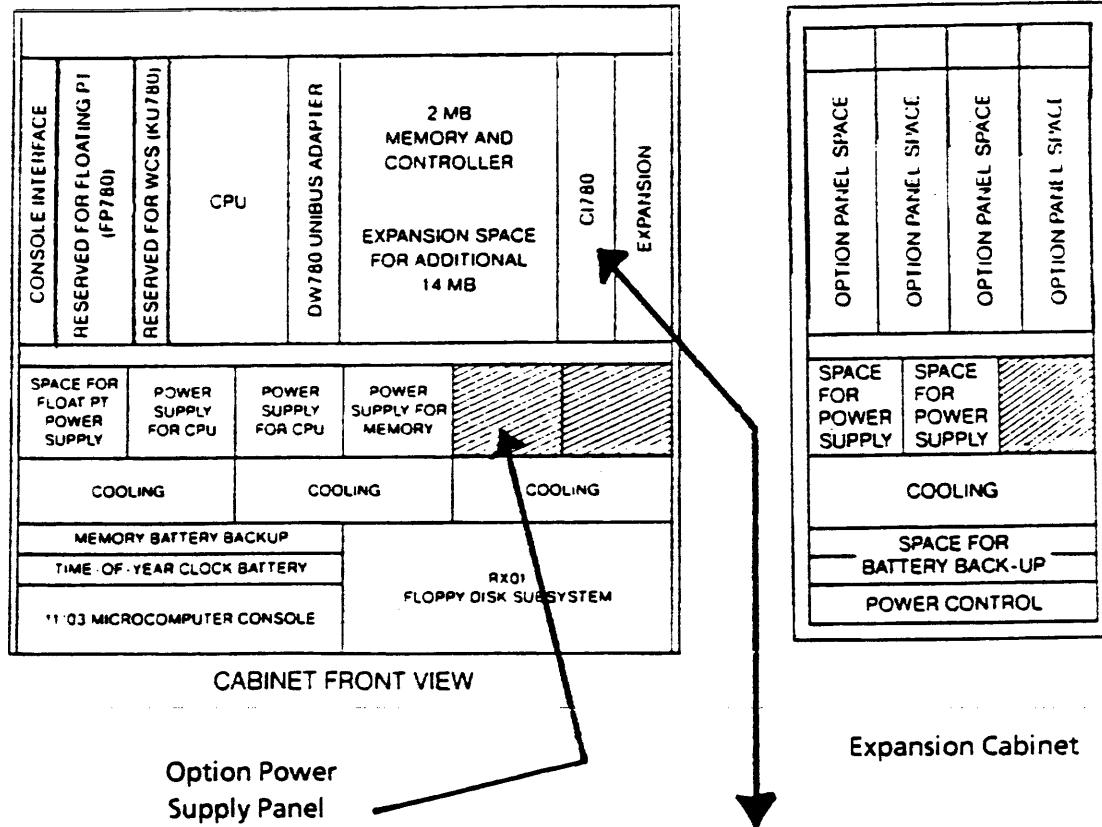 CONSOLE INTERFACE
RESERVED FOR FLOATING PT
(FP780)
RESERVED FOR WCS (KU780)
CPU
DW780 UNIBUS ADAPTER
2 MB
MEMORY AND
CONTROLLER
EXPANSION SPACE
FOR ADDITIONAL
14 MB
CI780
EXPANSION
SPACE FOR
FLOAT PT
POWER
SUPPLY
POWER
SUPPLY
FOR CPU
POWER
SUPPLY
FOR CPU
POWER
SUPPLY FOR
MEMORY
COOLING
COOLING
COOLING
MEMORY BATTERY BACKUP
TIME-OF-YEAR CLOCK BATTERY
11/03 MICROCOMPUTER CONSOLE
RX01
FLOPPY DISK SUBSYSTEM
CABINET FRONT VIEW
Option Power
Supply Panel
OPTION PANEL SPACE
OPTION PANEL SPACE
OPTION PANEL SPACE
OPTION PANEL SPACE
SPACE
FOR
POWER
SUPPLY
SPACE
FOR
POWER
SUPPLY
COOLING
SPACE FOR
BATTERY BACK-UP
POWER CONTROL
Expansion Cabinet